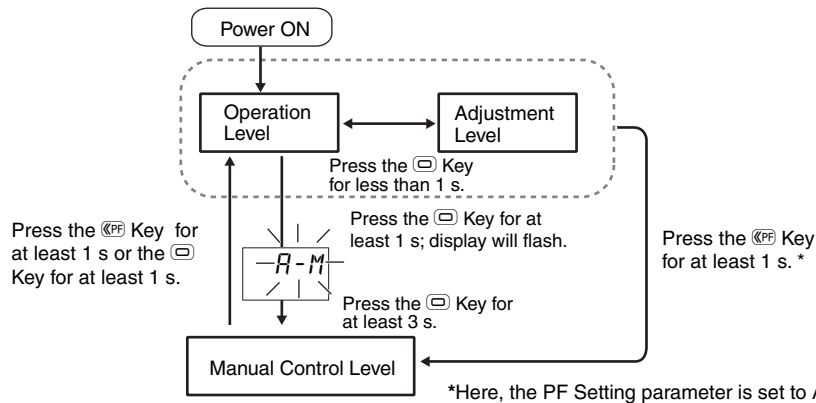 Power ON
Operation
Level
Adjustment
Level
Press the Key
for less than 1 s.
Press the PF Key for
at least 1 s or the
Key for at least 1 s.
Press the Key for at
least 1 s; display will flash.
A-M
Press the PF Key
for at least 1 s. *
Press the Key for
at least 3 s.
Manual Control Level
*Here, the PF Setting parameter is set to